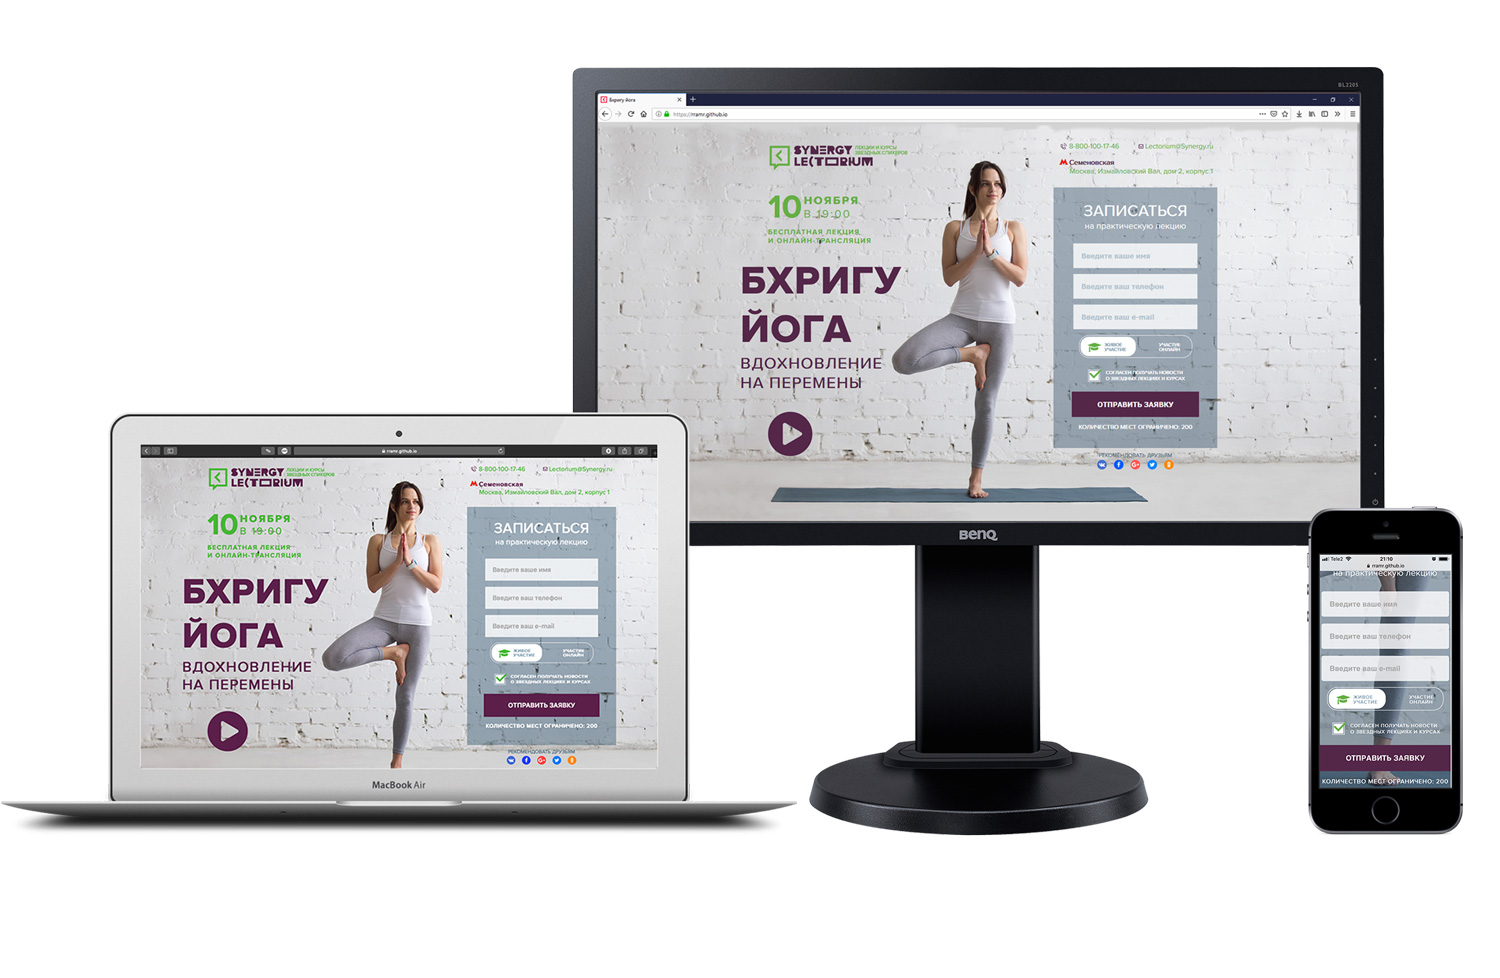 BL2205
Бхригу Йога
https://rramr.github.io
SYNERGY
LECTORIUM
ЛЕКЦИИ И КУРСЫ
ЗВЕЗДНЫХ СПИКЕРОВ
8-800-100-17-46
Lectorium@Synergy.ru
Семеновская
Москва, Измайловский Вал, дом 2, корпус 1
10 НОЯБРЯ
В 19:00
БЕСПЛАТНАЯ ЛЕКЦИЯ
И ОНЛАЙН-ТРАНСЛЯЦИЯ
БХРИГУ
ЙОГА
ВДОХНОВЛЕНИЕ
НА ПЕРЕМЕНЫ
ЗАПИСАТЬСЯ
на практическую лекцию
Введите ваше имя
Введите ваш телефон
Введите ваш e-mail
ЖИВОЕ
УЧАСТИЕ
УЧАСТИЕ
ОНЛАЙН
СОГЛАСЕН ПОЛУЧАТЬ НОВОСТИ
О ЗВЕЗДНЫХ ЛЕКЦИЯХ И КУРСАХ
ОТПРАВИТЬ ЗАЯВКУ
КОЛИЧЕСТВО МЕСТ ОГРАНИЧЕНО: 200
РЕКОМЕНДОВАТЬ ДРУЗЬЯМ
BenQ
rramr.github.io
SYNERGY
LECTORIUM
ЛЕКЦИИ И КУРСЫ
ЗВЕЗДНЫХ СПИКЕРОВ
8-800-100-17-46
Lectorium@Synergy.ru
Семеновская
Москва, Измайловский Вал, дом 2, корпус 1
10 НОЯБРЯ
В 19:00
БЕСПЛАТНАЯ ЛЕКЦИЯ
И ОНЛАЙН-ТРАНСЛЯЦИЯ
БХРИГУ
ЙОГА
ВДОХНОВЛЕНИЕ
НА ПЕРЕМЕНЫ
ЗАПИСАТЬСЯ
на практическую лекцию
Введите ваше имя
Введите ваш телефон
Введите ваш e-mail
ЖИВОЕ
УЧАСТИЕ
УЧАСТИЕ
ОНЛАЙН
СОГЛАСЕН ПОЛУЧАТЬ НОВОСТИ
О ЗВЕЗДНЫХ ЛЕКЦИЯХ И КУРСАХ
ОТПРАВИТЬ ЗАЯВКУ
КОЛИЧЕСТВО МЕСТ ОГРАНИЧЕНО: 200
РЕКОМЕНДОВАТЬ ДРУЗЬЯМ
MacBook Air
Tele2
21:10
rramr.github.io
на практическую лекцию
Введите ваше имя
Введите ваш телефон
Введите ваш e-mail
ЖИВОЕ
УЧАСТИЕ
УЧАСТИЕ
ОНЛАЙН
СОГЛАСЕН ПОЛУЧАТЬ НОВОСТИ
О ЗВЕЗДНЫХ ЛЕКЦИЯХ И КУРСАХ
ОТПРАВИТЬ ЗАЯВКУ
КОЛИЧЕСТВО МЕСТ ОГРАНИЧЕНО: 200